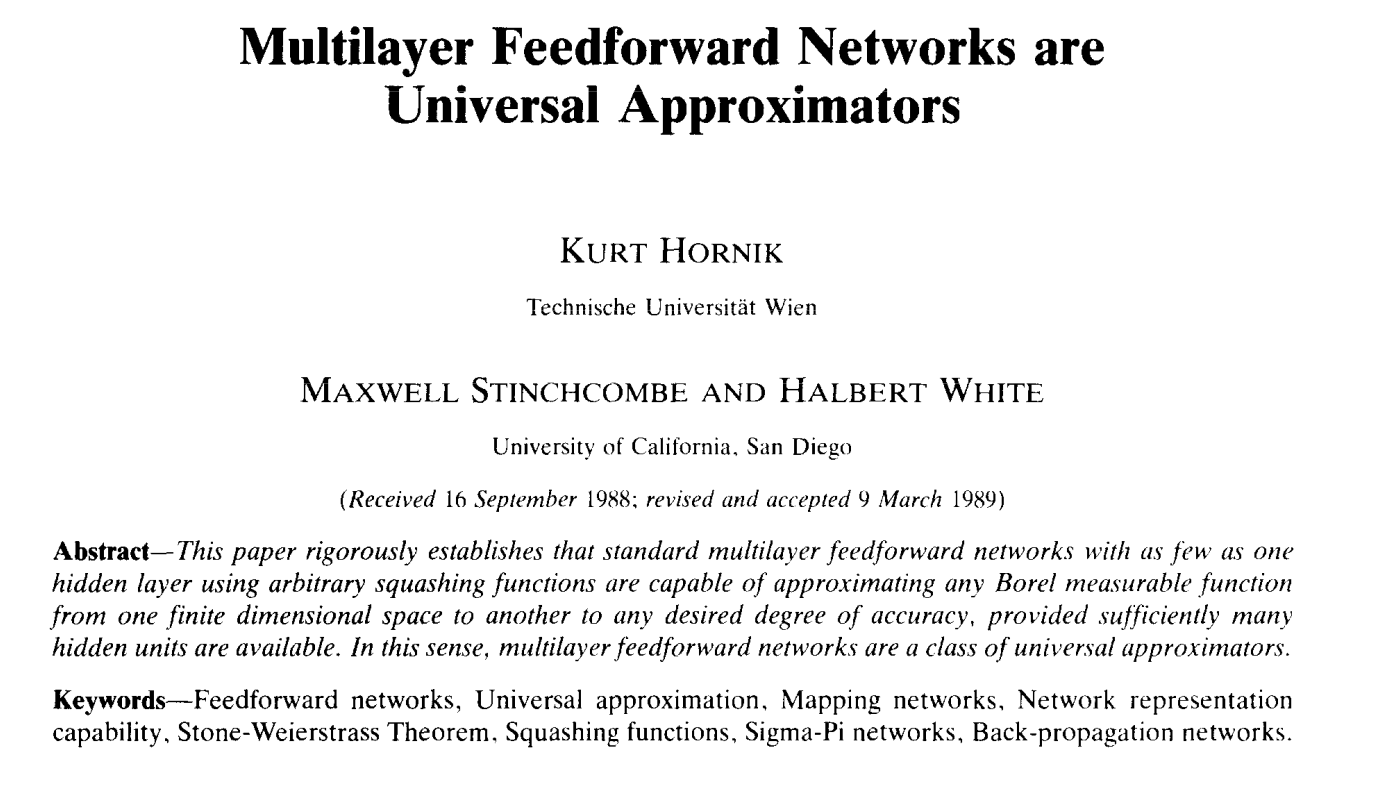 Multilayer Feedforward Networks are
Universal Approximators
KURT HORNIK
Technische Universität Wien
MAXWELL STINCHCOMBE AND HALBERT WHITE
University of California, San Diego
(Received 16 September 1988; revised and accepted 9 March 1989)
Abstract—This paper rigorously establishes that standard multilayer feedforward networks with as few as one
hidden layer using arbitrary squashing functions are capable of approximating any Borel measurable function
from one finite dimensional space to another to any desired degree of accuracy, provided sufficiently many
hidden units are available. In this sense, multilayer feedforward networks are a class of universal approximators.
Keywords—Feedforward networks, Universal approximation, Mapping networks, Network representation
capability, Stone-Weierstrass Theorem, Squashing functions, Sigma-Pi networks, Back-propagation networks.